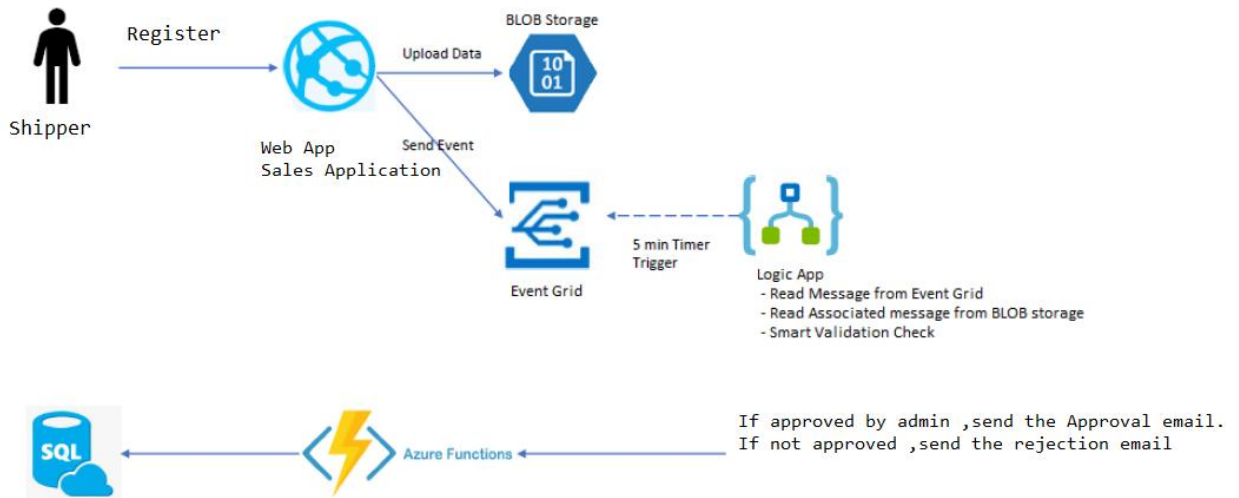 BLOB Storage
Register
Upload Data
10
01
Shipper
Web App
Sales Application
Send Event
5 min Timer
Trigger
Event Grid
Logic App
- Read Message from Event Grid
- Read Associated message from BLOB storage
- Smart Validation Check
If approved by admin ,send the Approval email.
If not approved ,send the rejection email
Azure Functions
SQL